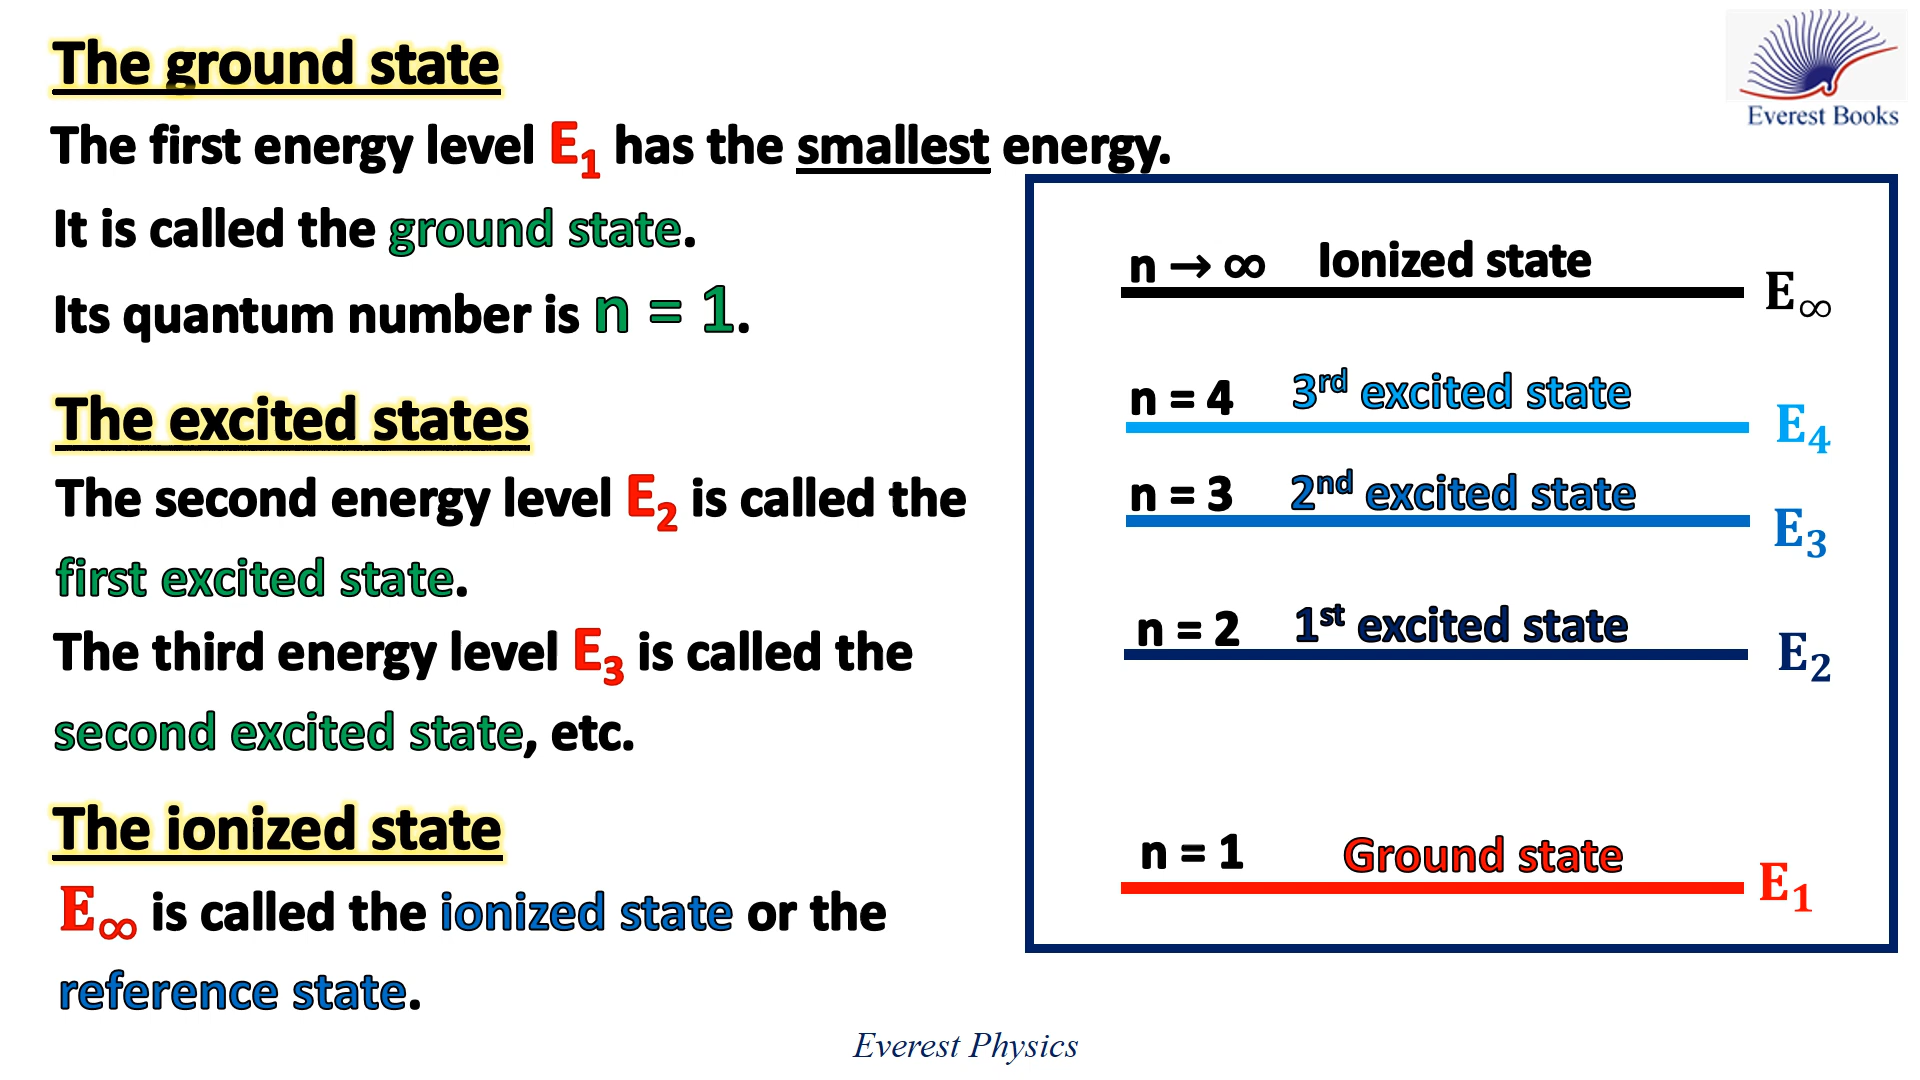 The ground state
Everest Books
The first energy level E₁ has the smallest energy.
It is called the ground state.
Its quantum number is n = 1.
The excited states
The second energy level E₂ is called the
first excited state.
The third energy level E₃ is called the
second excited state, etc.
The ionized state
E∞ is called the ionized state or the
reference state.
n → ∞ Ionized state E∞
n = 4 3rd excited state E₄
n = 3 2nd excited state E₃
n = 2 1st excited state E₂
n = 1 Ground state E₁
Everest Physics